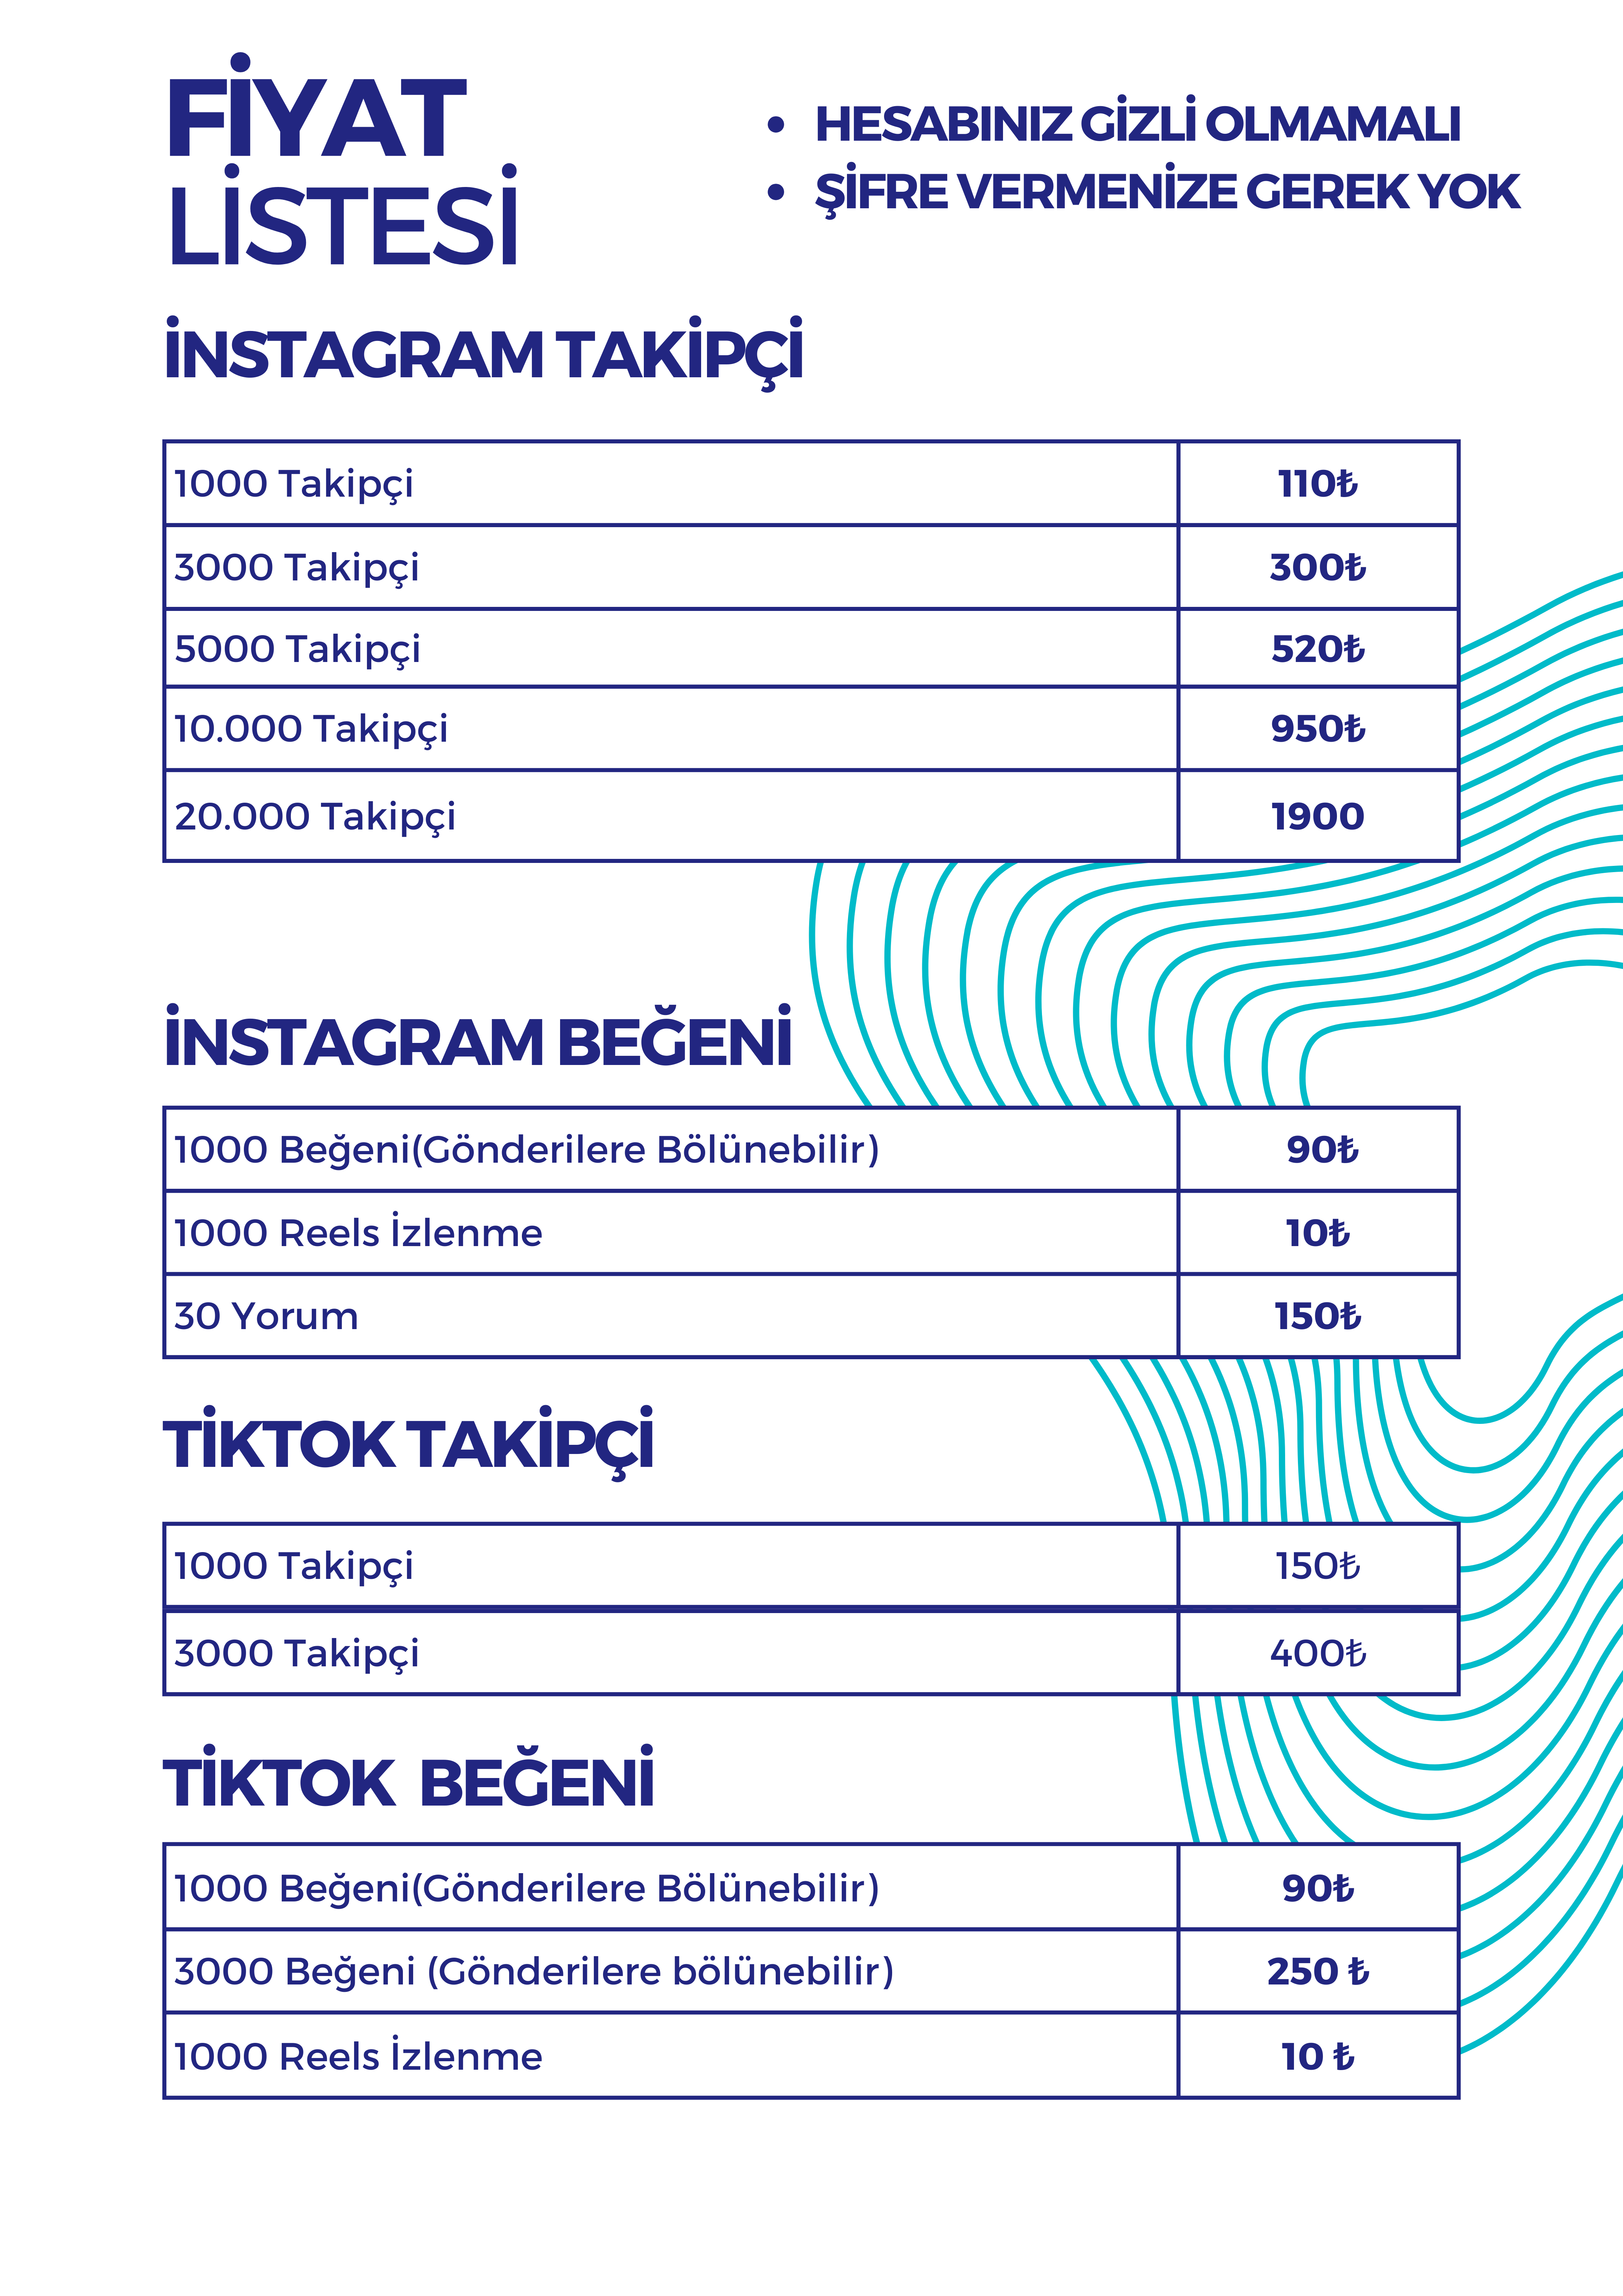 FİYAT
LİSTESİ
• HESABINIZ GİZLİ OLMAMALI
• ŞİFRE VERMENİZE GEREK YOK
İNSTAGRAM TAKİPÇİ
1000 Takipçi 110₺
3000 Takipçi 300₺
5000 Takipçi 520₺
10.000 Takipçi 950₺
20.000 Takipçi 1900
İNSTAGRAM BEĞENİ
1000 Beğeni(Gönderilere Bölünebilir) 90₺
1000 Reels İzlenme 10₺
30 Yorum 150₺
TİKTOK TAKİPÇİ
1000 Takipçi 150₺
3000 Takipçi 400₺
TİKTOK BEĞENİ
1000 Beğeni(Gönderilere Bölünebilir) 90₺
3000 Beğeni (Gönderilere bölünebilir) 250 ₺
1000 Reels İzlenme 10 ₺